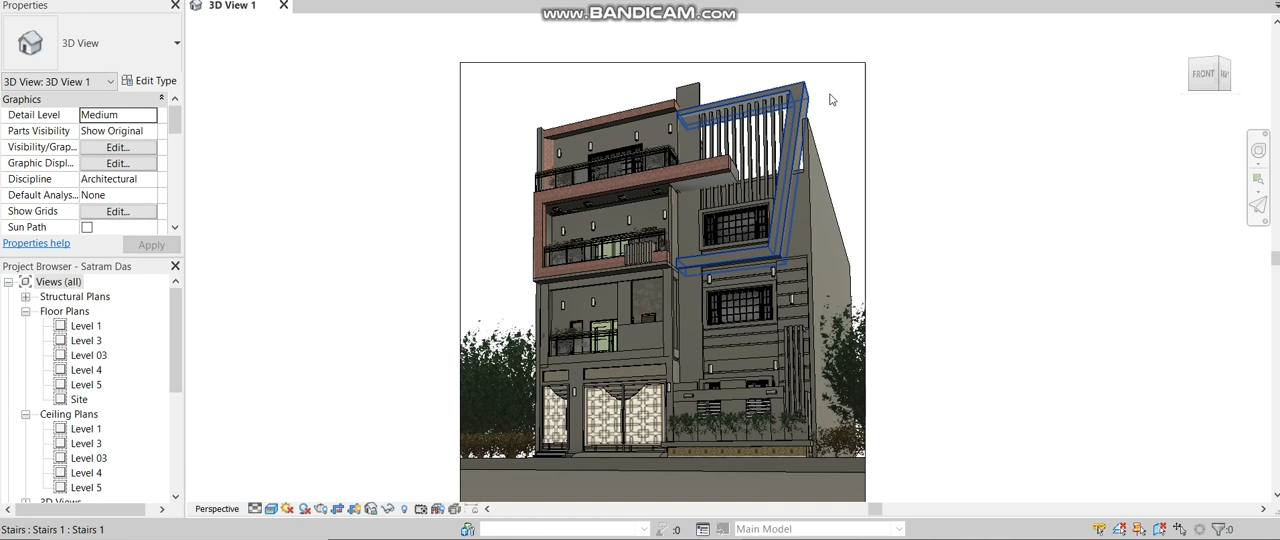 Properties
3D View 1
www.BANDICAM.com
3D View
3D View: 3D View 1
Edit Type
Graphics
Detail Level
Medium
Parts Visibility
Show Original
Visibility/Grap...
Edit...
Graphic Displ...
Edit...
Discipline
Architectural
Default Analys...
None
Show Grids
Edit...
Sun Path
Properties help
Apply
Project Browser - Satram Das
Views (all)
Structural Plans
Floor Plans
Level 1
Level 3
Level 03
Level 4
Level 5
Site
Ceiling Plans
Level 1
Level 3
Level 03
Level 4
Level 5
FRONT
Perspective
Stairs : Stairs 1 : Stairs 1
:0
Main Model
:0